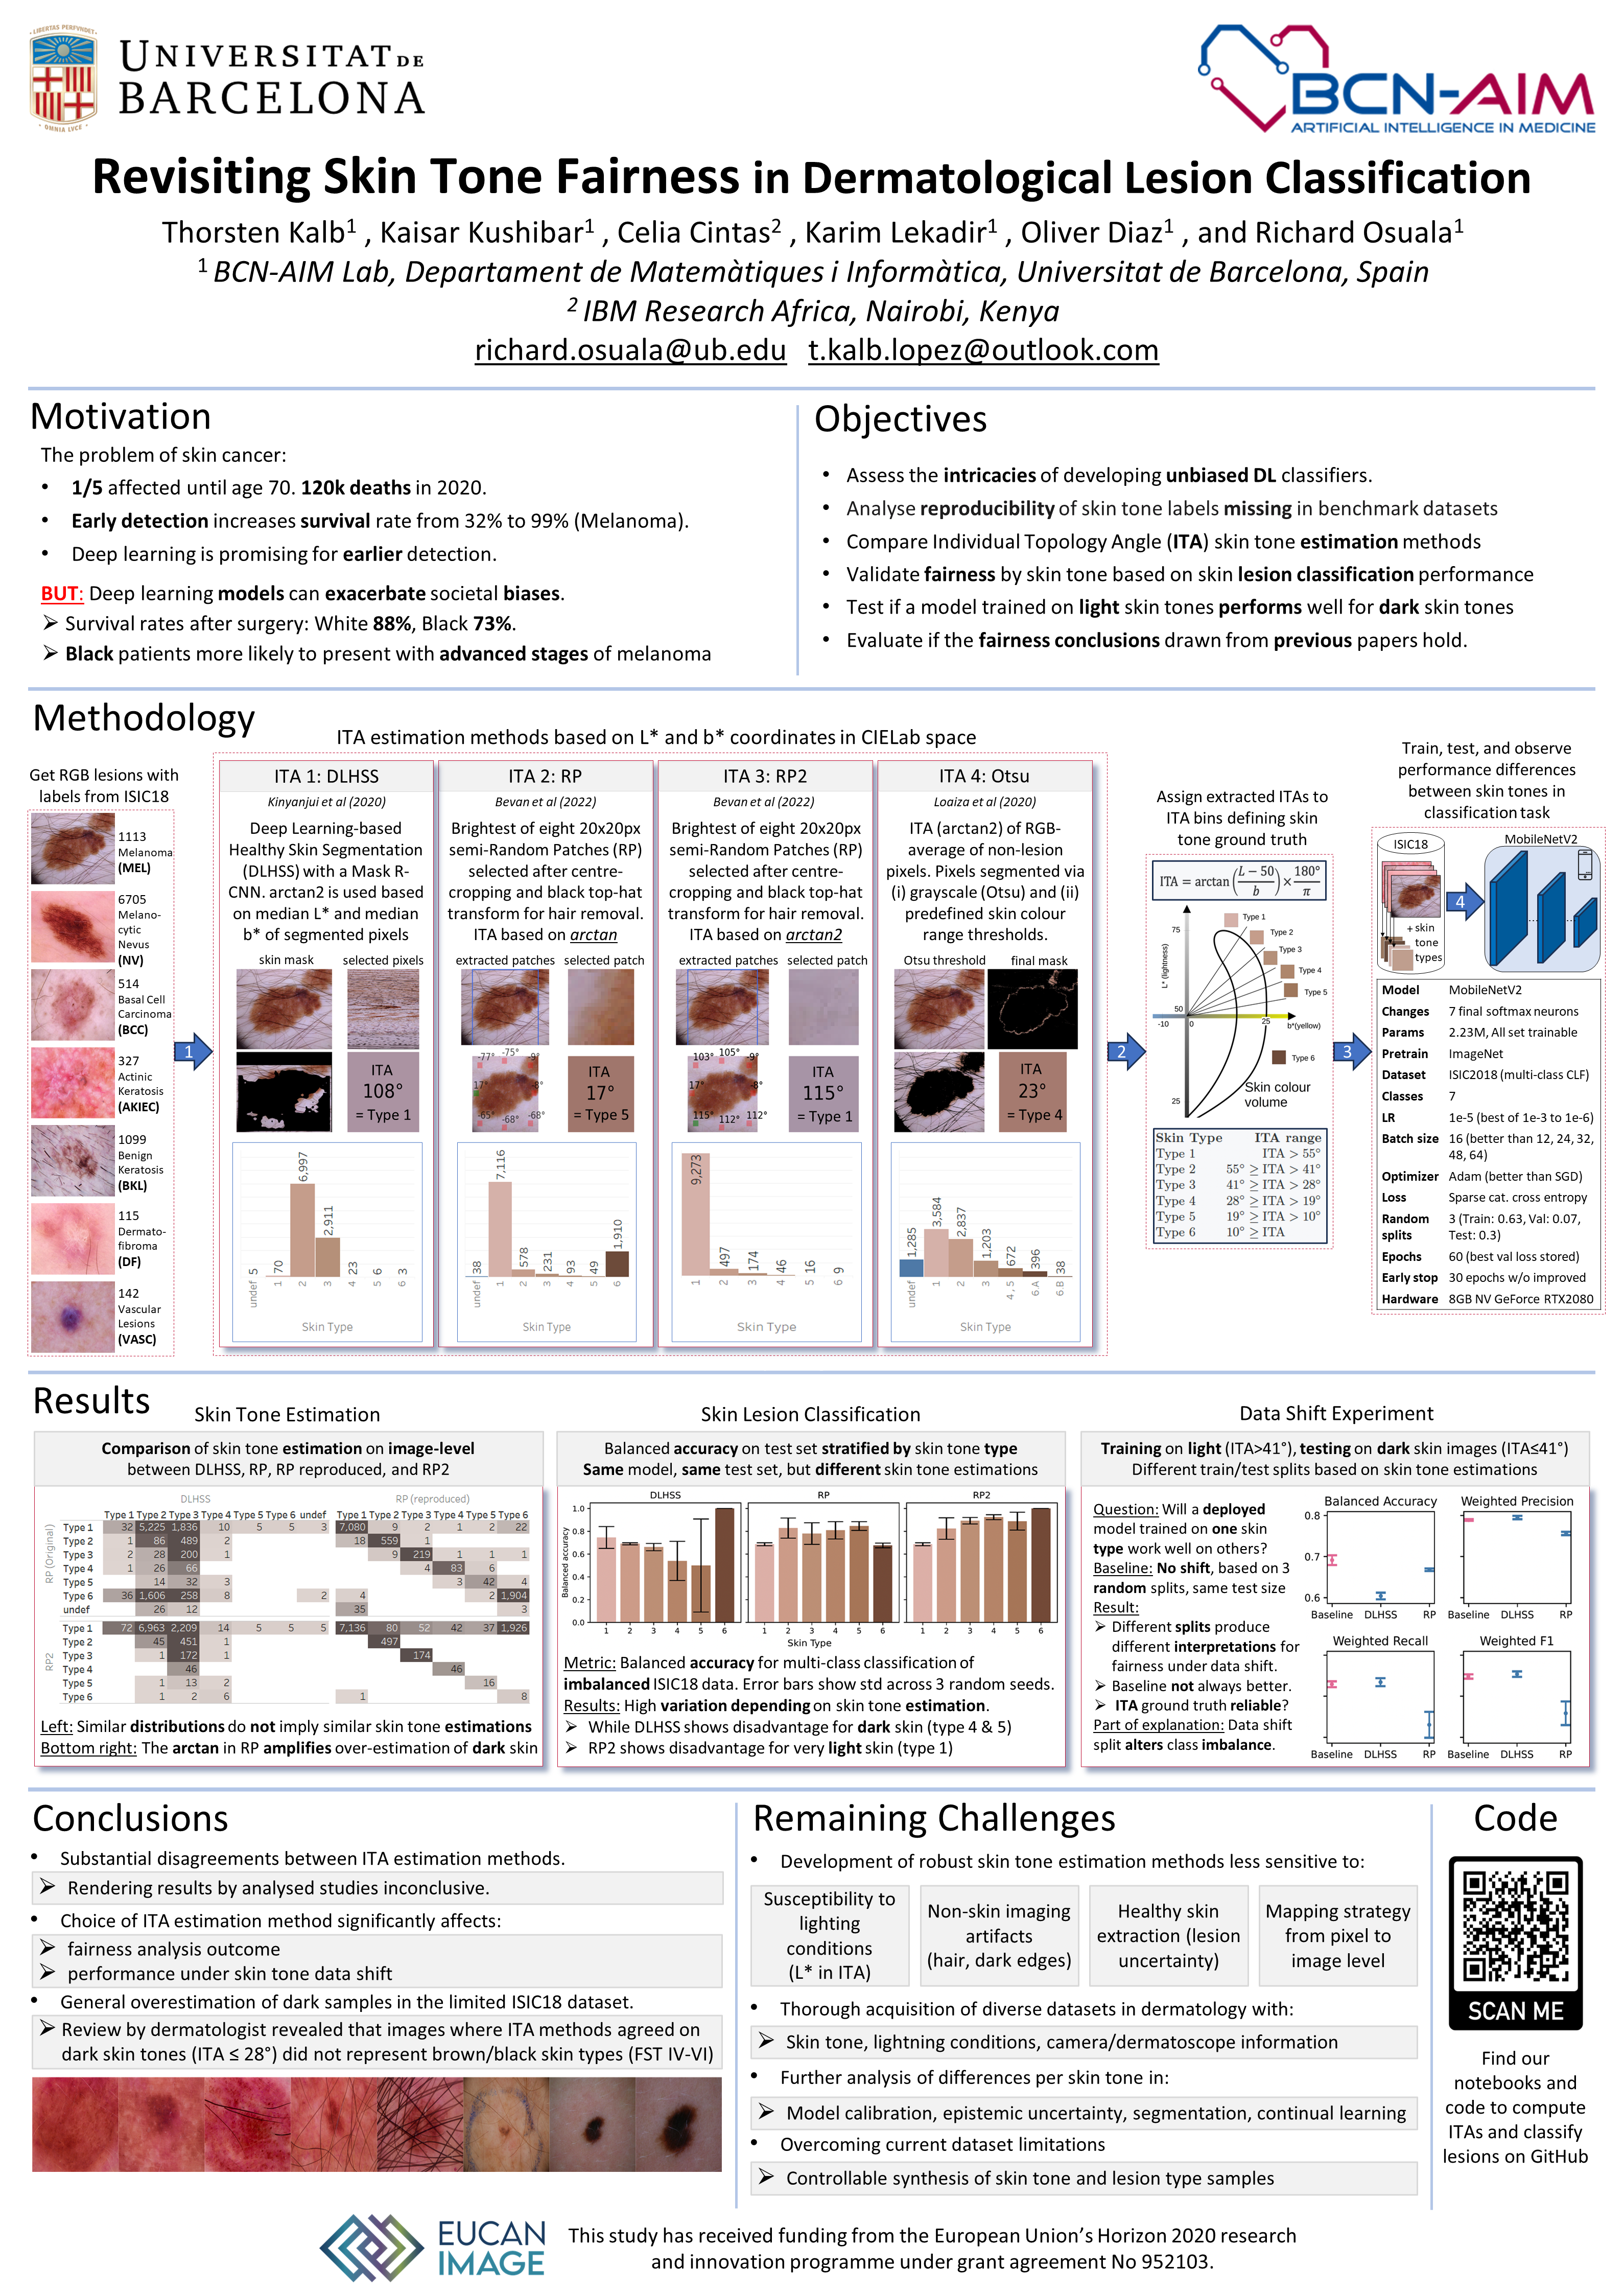 · LIBERTAS PERFVNDET ·
· OMNIA LVCE ·
UNIVERSITAT DE
BARCELONA
BCN-AIM
ARTIFICIAL INTELLIGENCE IN MEDICINE
Revisiting Skin Tone Fairness in Dermatological Lesion Classification
Thorsten Kalb1 , Kaisar Kushibar1 , Celia Cintas2 , Karim Lekadir1 , Oliver Diaz1 , and Richard Osuala1
1 BCN-AIM Lab, Departament de Matemàtiques i Informàtica, Universitat de Barcelona, Spain
2 IBM Research Africa, Nairobi, Kenya
richard.osuala@ub.edu t.kalb.lopez@outlook.com
Motivation
The problem of skin cancer:
• 1/5 affected until age 70. 120k deaths in 2020.
• Early detection increases survival rate from 32% to 99% (Melanoma).
• Deep learning is promising for earlier detection.
BUT: Deep learning models can exacerbate societal biases.
➢ Survival rates after surgery: White 88%, Black 73%.
➢ Black patients more likely to present with advanced stages of melanoma
Objectives
• Assess the intricacies of developing unbiased DL classifiers.
• Analyse reproducibility of skin tone labels missing in benchmark datasets
• Compare Individual Topology Angle (ITA) skin tone estimation methods
• Validate fairness by skin tone based on skin lesion classification performance
• Test if a model trained on light skin tones performs well for dark skin tones
• Evaluate if the fairness conclusions drawn from previous papers hold.
Methodology
Get RGB lesions with
labels from ISIC18
1113
Melanoma
(MEL)
6705
Melano-
cytic
Nevus
(NV)
514
Basal Cell
Carcinoma
(BCC)
327
Actinic
Keratosis
(AKIEC)
1099
Benign
Keratosis
(BKL)
115
Dermato-
fibroma
(DF)
142
Vascular
Lesions
(VASC)
1
ITA estimation methods based on L* and b* coordinates in CIELab space
ITA 1: DLHSS
Kinyanjui et al (2020)
Deep Learning-based
Healthy Skin Segmentation
(DLHSS) with a Mask R-
CNN. arctan2 is used based
on median L* and median
b* of segmented pixels
skin mask selected pixels
ITA
108°
= Type 1
5 70 6,997 2,911 23 6 3
undef 1 2 3 4 5 6
Skin Type
ITA 2: RP
Bevan et al (2022)
Brightest of eight 20x20px
semi-Random Patches (RP)
selected after centre-
cropping and black top-hat
transform for hair removal.
ITA based on arctan
extracted patches selected patch
-77° -75° -9°
17° -8°
-65° -68° -68°
ITA
17°
= Type 5
38 7,116 578 231 93 49 1,910
undef 1 2 3 4 5 6
Skin Type
ITA 3: RP2
Bevan et al (2022)
Brightest of eight 20x20px
semi-Random Patches (RP)
selected after centre-
cropping and black top-hat
transform for hair removal.
ITA based on arctan2
extracted patches selected patch
103° 105° -9°
17° -8°
115° 112° 112°
ITA
115°
= Type 1
9,273 497 174 46 16 9
1 2 3 4 5 6
Skin Type
ITA 4: Otsu
Loaiza et al (2020)
ITA (arctan2) of RGB-
average of non-lesion
pixels. Pixels segmented via
(i) grayscale (Otsu) and (ii)
predefined skin colour
range thresholds.
Otsu threshold final mask
ITA
23°
= Type 4
1,285 3,584 2,837 1,203 672 396 38
undef 1 2 3 4, 5 6 A 6 B
Skin Type
2
Assign extracted ITAs to
ITA bins defining skin
tone ground truth
ITA = arctan (L − 50 / b) × 180° / π
L* (lightness)
75
50
25
-10 0 25 b*(yellow)
Type 1
Type 2
Type 3
Type 4
Type 5
Type 6
Skin colour
volume
Skin Type ITA range
Type 1 ITA > 55°
Type 2 55° ≥ ITA > 41°
Type 3 41° ≥ ITA > 28°
Type 4 28° ≥ ITA > 19°
Type 5 19° ≥ ITA > 10°
Type 6 10° ≥ ITA
3
Train, test, and observe
performance differences
between skin tones in
classification task
ISIC18
+ skin
tone
types
4
MobileNetV2
Model MobileNetV2
Changes 7 final softmax neurons
Params 2.23M, All set trainable
Pretrain ImageNet
Dataset ISIC2018 (multi-class CLF)
Classes 7
LR 1e-5 (best of 1e-3 to 1e-6)
Batch size 16 (better than 12, 24, 32,
48, 64)
Optimizer Adam (better than SGD)
Loss Sparse cat. cross entropy
Random splits 3 (Train: 0.63, Val: 0.07,
Test: 0.3)
Epochs 60 (best val loss stored)
Early stop 30 epochs w/o improved
Hardware 8GB NV GeForce RTX2080
Results
Skin Tone Estimation
Comparison of skin tone estimation on image-level
between DLHSS, RP, RP reproduced, and RP2
DLHSS RP (reproduced)
Type 1 Type 2 Type 3 Type 4 Type 5 Type 6 undef Type 1 Type 2 Type 3 Type 4 Type 5 Type 6
RP (Original)
Type 1 32 5,225 1,836 10 5 5 3 7,080 9 2 1 2 22
Type 2 1 86 489 2 18 559 1
Type 3 2 28 200 1 9 219 1 1 1
Type 4 1 26 66 4 83 6
Type 5 14 32 3 3 42 4
Type 6 36 1,606 258 8 2 4 2 1,904
undef 26 12 35 3
RP2
Type 1 72 6,963 2,209 14 5 5 5 7,136 80 52 42 37 1,926
Type 2 45 451 1 497
Type 3 1 172 1 174
Type 4 46 46
Type 5 1 13 2 16
Type 6 1 2 6 1 8
Left: Similar distributions do not imply similar skin tone estimations
Bottom right: The arctan in RP amplifies over-estimation of dark skin
Skin Lesion Classification
Balanced accuracy on test set stratified by skin tone type
Same model, same test set, but different skin tone estimations
DLHSS RP RP2
Balanced accuracy
1.0
0.8
0.6
0.4
0.2
0.0
1 2 3 4 5 6 1 2 3 4 5 6 1 2 3 4 5 6
Skin Type
Metric: Balanced accuracy for multi-class classification of
imbalanced ISIC18 data. Error bars show std across 3 random seeds.
Results: High variation depending on skin tone estimation.
➢ While DLHSS shows disadvantage for dark skin (type 4 & 5)
➢ RP2 shows disadvantage for very light skin (type 1)
Data Shift Experiment
Training on light (ITA>41°), testing on dark skin images (ITA≤41°)
Different train/test splits based on skin tone estimations
Question: Will a deployed
model trained on one skin
type work well on others?
Baseline: No shift, based on 3
random splits, same test size
Result:
➢ Different splits produce
different interpretations for
fairness under data shift.
➢ Baseline not always better.
➢ ITA ground truth reliable?
Part of explanation: Data shift
split alters class imbalance.
Balanced Accuracy Weighted Precision
0.8
0.7
0.6
Baseline DLHSS RP Baseline DLHSS RP
Weighted Recall Weighted F1
Baseline DLHSS RP Baseline DLHSS RP
Conclusions
• Substantial disagreements between ITA estimation methods.
➢ Rendering results by analysed studies inconclusive.
• Choice of ITA estimation method significantly affects:
➢ fairness analysis outcome
➢ performance under skin tone data shift
• General overestimation of dark samples in the limited ISIC18 dataset.
➢ Review by dermatologist revealed that images where ITA methods agreed on
dark skin tones (ITA ≤ 28°) did not represent brown/black skin types (FST IV-VI)
Remaining Challenges
• Development of robust skin tone estimation methods less sensitive to:
Susceptibility to
lighting
conditions
(L* in ITA)
Non-skin imaging
artifacts
(hair, dark edges)
Healthy skin
extraction (lesion
uncertainty)
Mapping strategy
from pixel to
image level
• Thorough acquisition of diverse datasets in dermatology with:
➢ Skin tone, lightning conditions, camera/dermatoscope information
• Further analysis of differences per skin tone in:
➢ Model calibration, epistemic uncertainty, segmentation, continual learning
• Overcoming current dataset limitations
➢ Controllable synthesis of skin tone and lesion type samples
Code
SCAN ME
Find our
notebooks and
code to compute
ITAs and classify
lesions on GitHub
EUCAN
IMAGE
This study has received funding from the European Union’s Horizon 2020 research
and innovation programme under grant agreement No 952103.